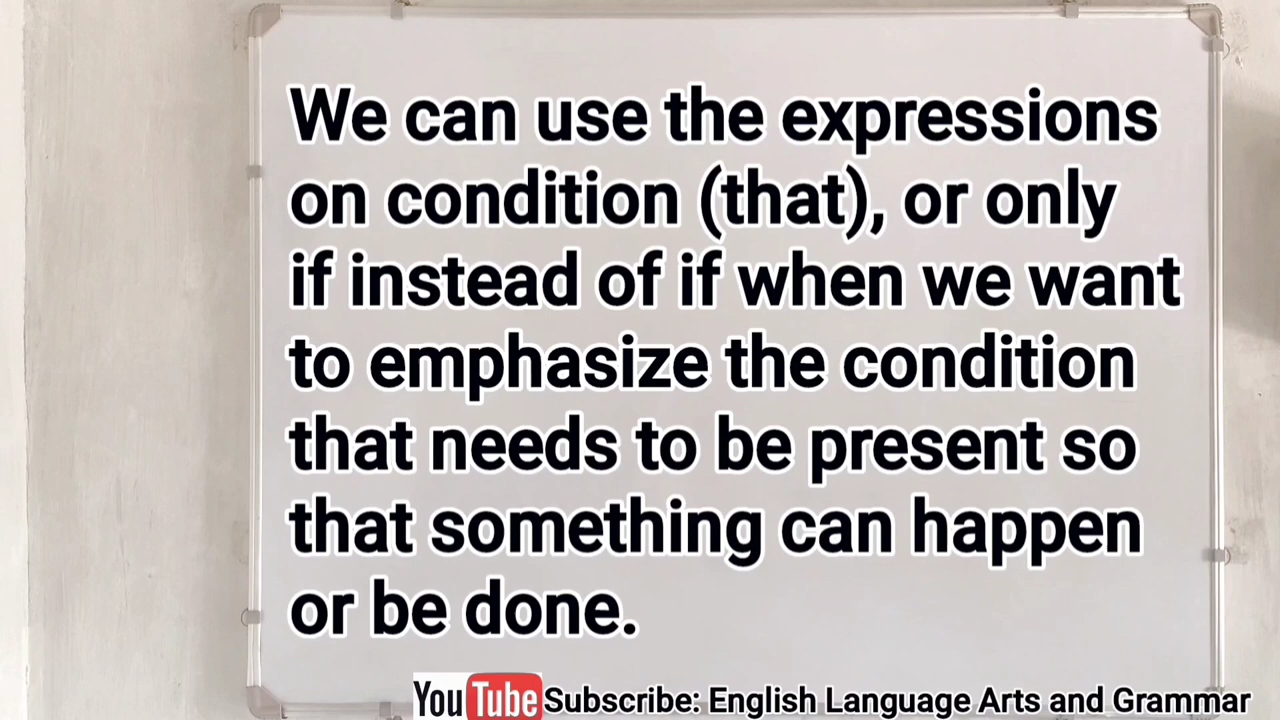 We can use the expressions
on condition (that), or only
if instead of if when we want
to emphasize the condition
that needs to be present so
that something can happen
or be done.
YouTube Subscribe: English Language Arts and Grammar